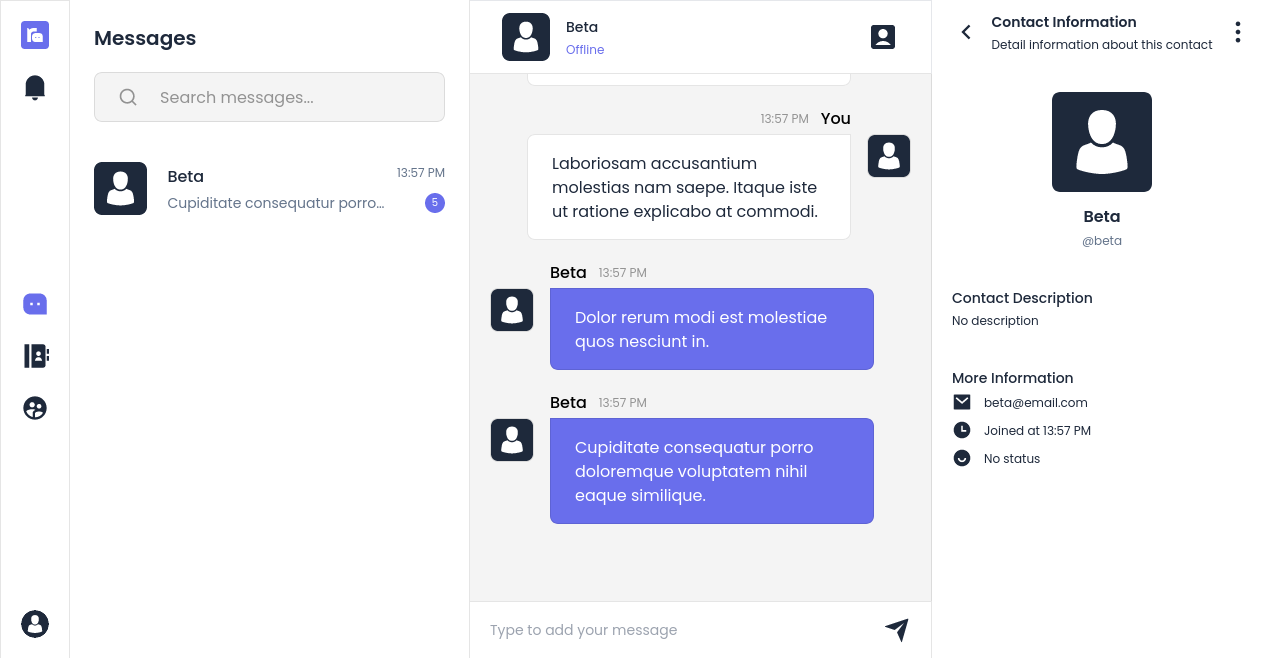 Messages
Search messages...
Beta
13:57 PM
Cupiditate consequatur porro...
5
Beta
Offline
13:57 PM You
Laboriosam accusantium
molestias nam saepe. Itaque iste
ut ratione explicabo at commodi.
Beta 13:57 PM
Dolor rerum modi est molestiae
quos nesciunt in.
Beta 13:57 PM
Cupiditate consequatur porro
doloremque voluptatem nihil
eaque similique.
Type to add your message
Contact Information
Detail information about this contact
Beta
@beta
Contact Description
No description
More Information
beta@email.com
Joined at 13:57 PM
No status